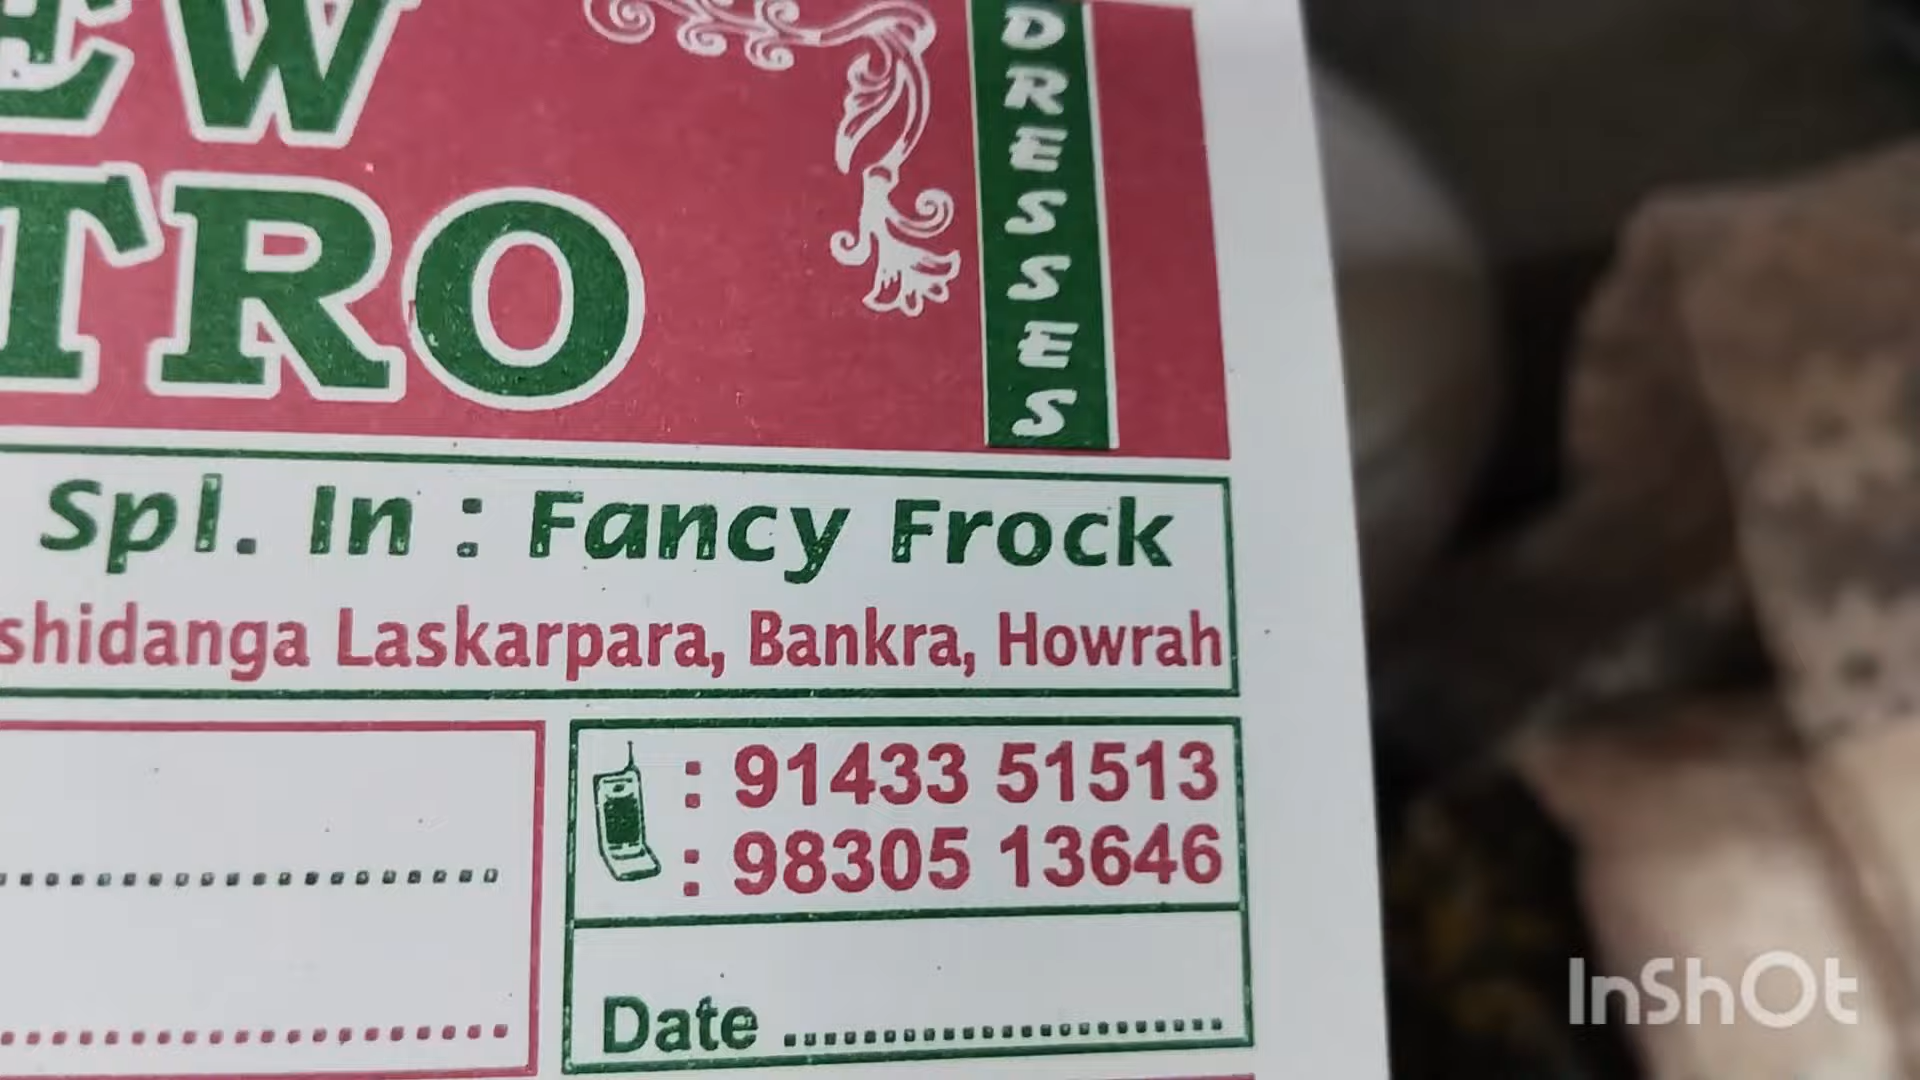 EW
TRO
DRESSES
Spl. In : Fancy Frock
shidanga Laskarpara, Bankra, Howrah
: 91433 51513
: 98305 13646
Date ........................
InShOt